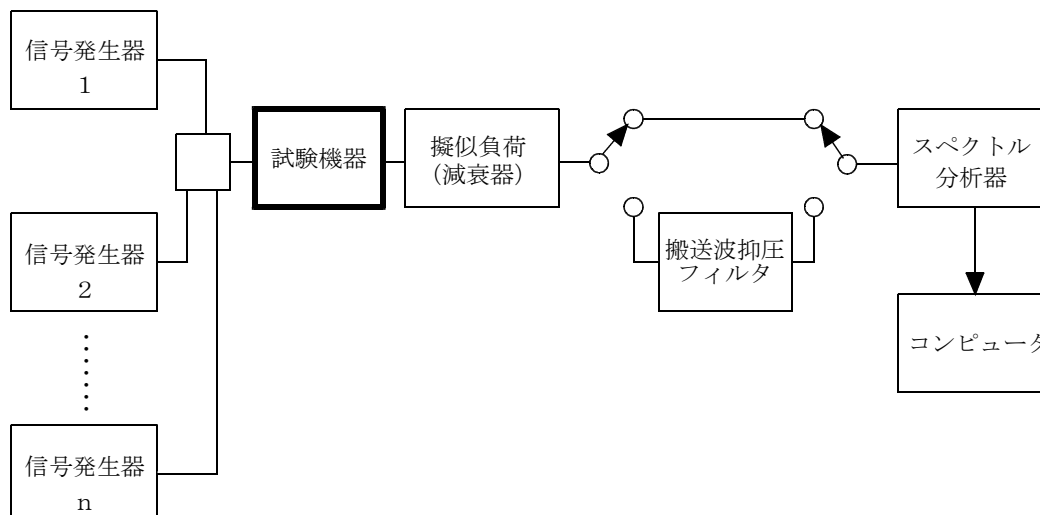 信号発生器
1
試験機器
擬似負荷
(減衰器)
スペクトル
分析器
信号発生器
2
搬送波抑圧
フィルタ
コンピュータ
信号発生器
n